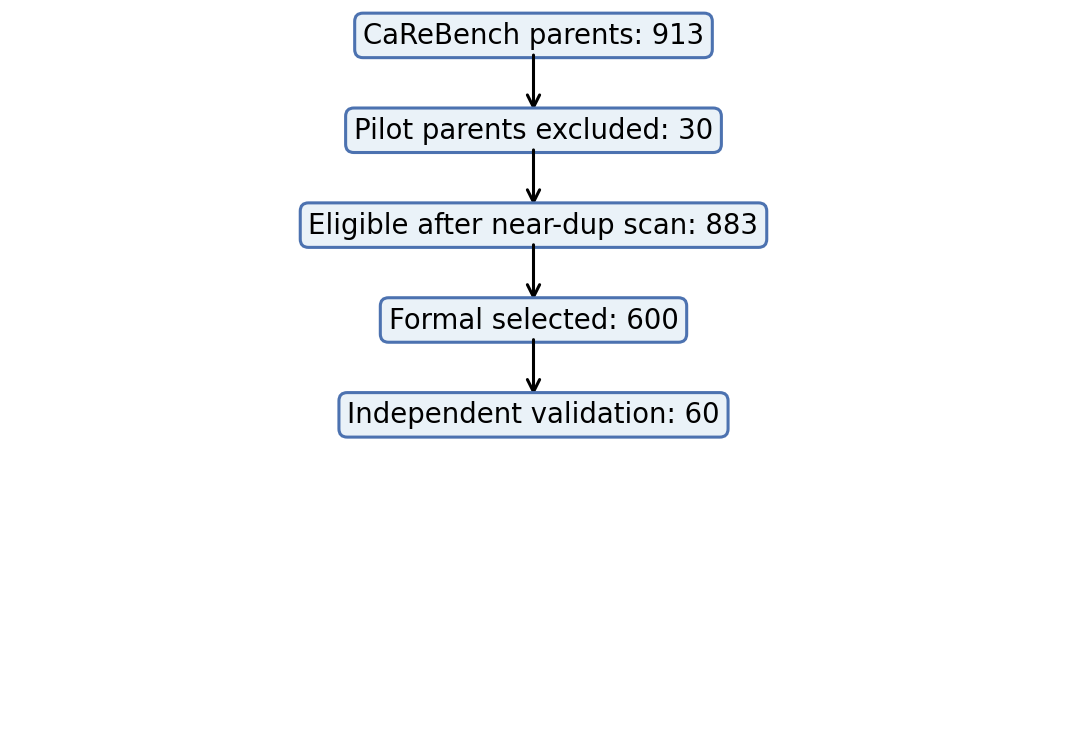 CaReBench parents: 913
Pilot parents excluded: 30
Eligible after near-dup scan: 883
Formal selected: 600
Independent validation: 60